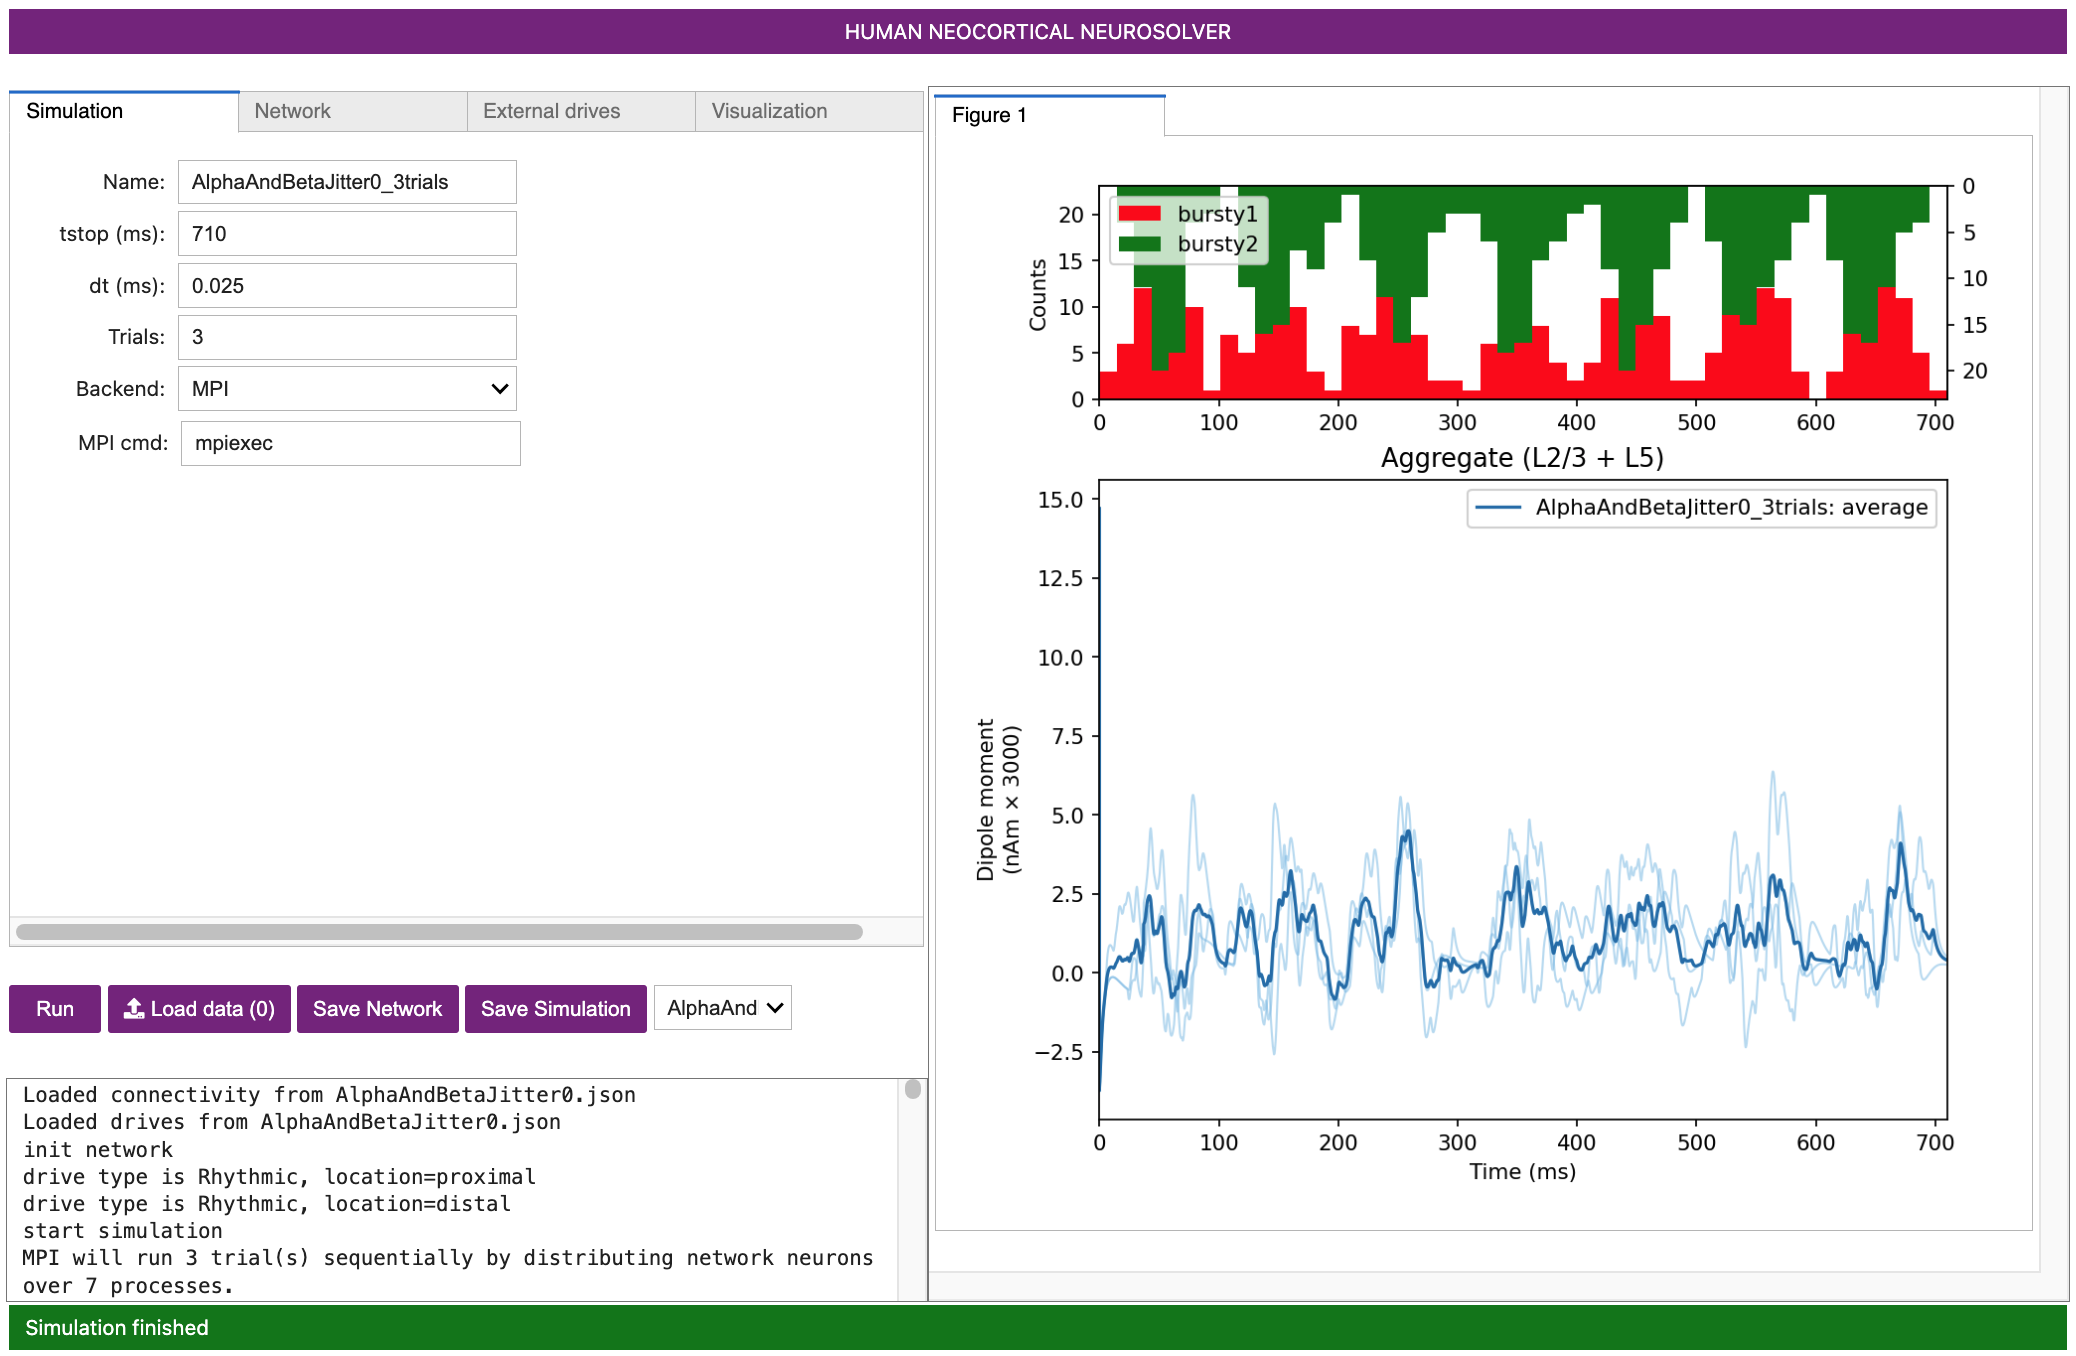 HUMAN NEOCORTICAL NEUROSOLVER
Simulation
Network
External drives
Visualization
Name:
AlphaAndBetaJitter0_3trials
tstop (ms):
710
dt (ms):
0.025
Trials:
3
Backend:
MPI
MPI cmd:
mpiexec
Run
Load data (0)
Save Network
Save Simulation
AlphaAnd
Loaded connectivity from AlphaAndBetaJitter0.json
Loaded drives from AlphaAndBetaJitter0.json
init network
drive type is Rhythmic, location=proximal
drive type is Rhythmic, location=distal
start simulation
MPI will run 3 trial(s) sequentially by distributing network neurons
over 7 processes.
Figure 1
bursty1
bursty2
Counts
20
15
10
5
0
0
5
10
15
20
0 100 200 300 400 500 600 700
Aggregate (L2/3 + L5)
AlphaAndBetaJitter0_3trials: average
Dipole moment
(nAm × 3000)
15.0
12.5
10.0
7.5
5.0
2.5
0.0
−2.5
0 100 200 300 400 500 600 700
Time (ms)
Simulation finished